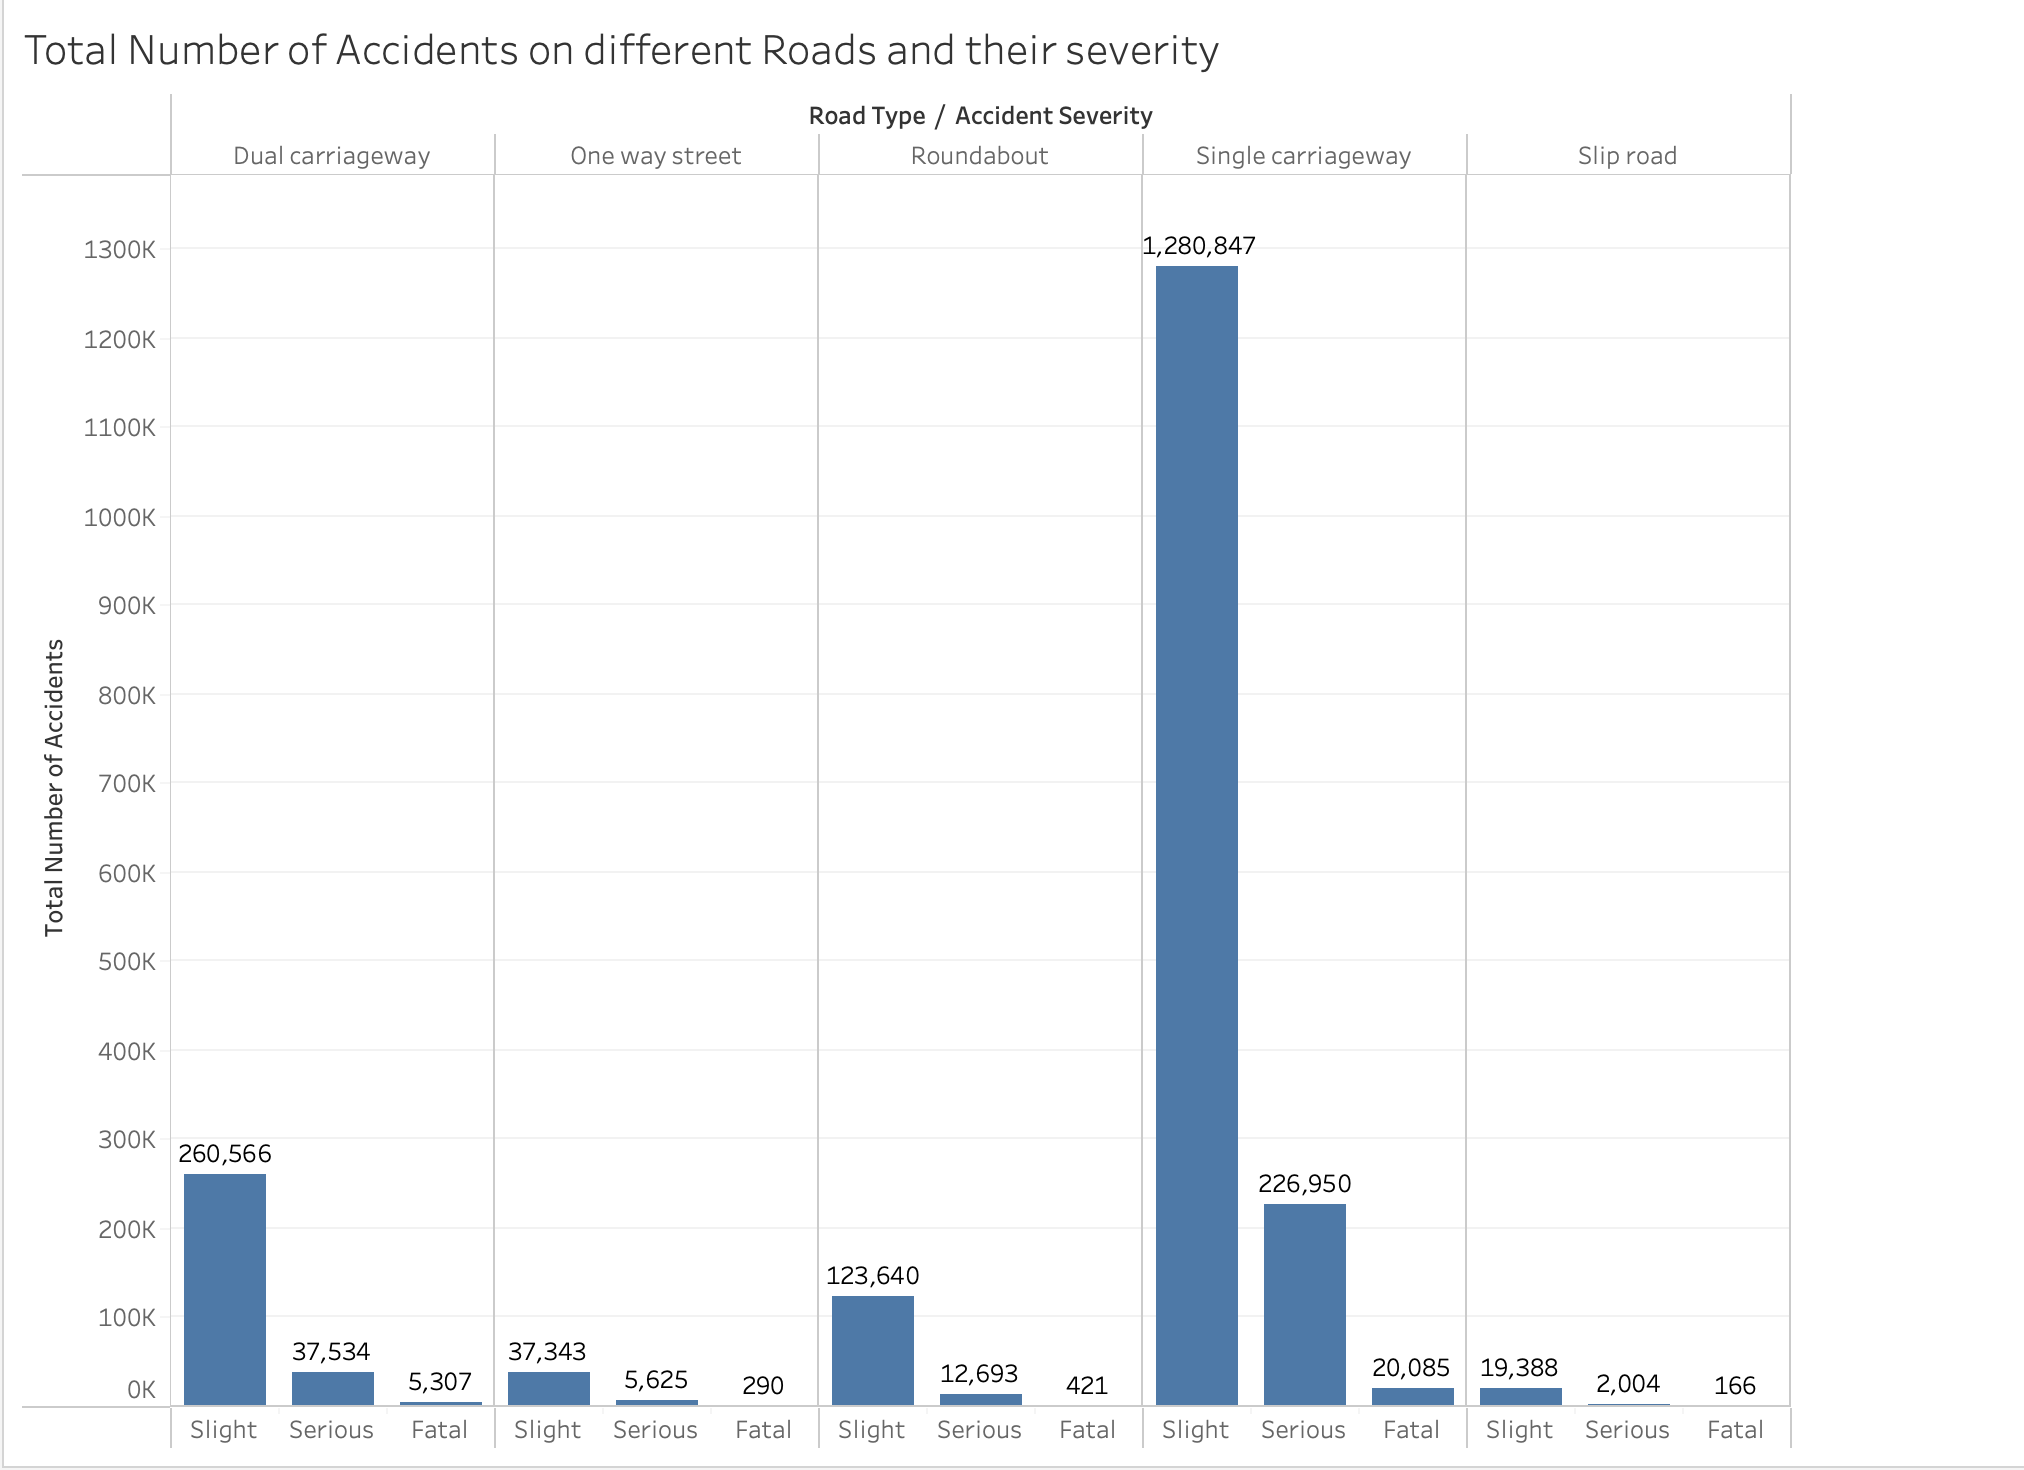 Total Number of Accidents on different Roads and their severity
Road Type / Accident Severity
Dual carriageway One way street Roundabout Single carriageway Slip road
Total Number of Accidents
1300K
1200K
1100K
1000K
900K
800K
700K
600K
500K
400K
300K
200K
100K
0K
260,566 37,534 5,307 37,343 5,625 290 123,640 12,693 421 1,280,847 226,950 20,085 19,388 2,004 166
Slight Serious Fatal Slight Serious Fatal Slight Serious Fatal Slight Serious Fatal Slight Serious Fatal